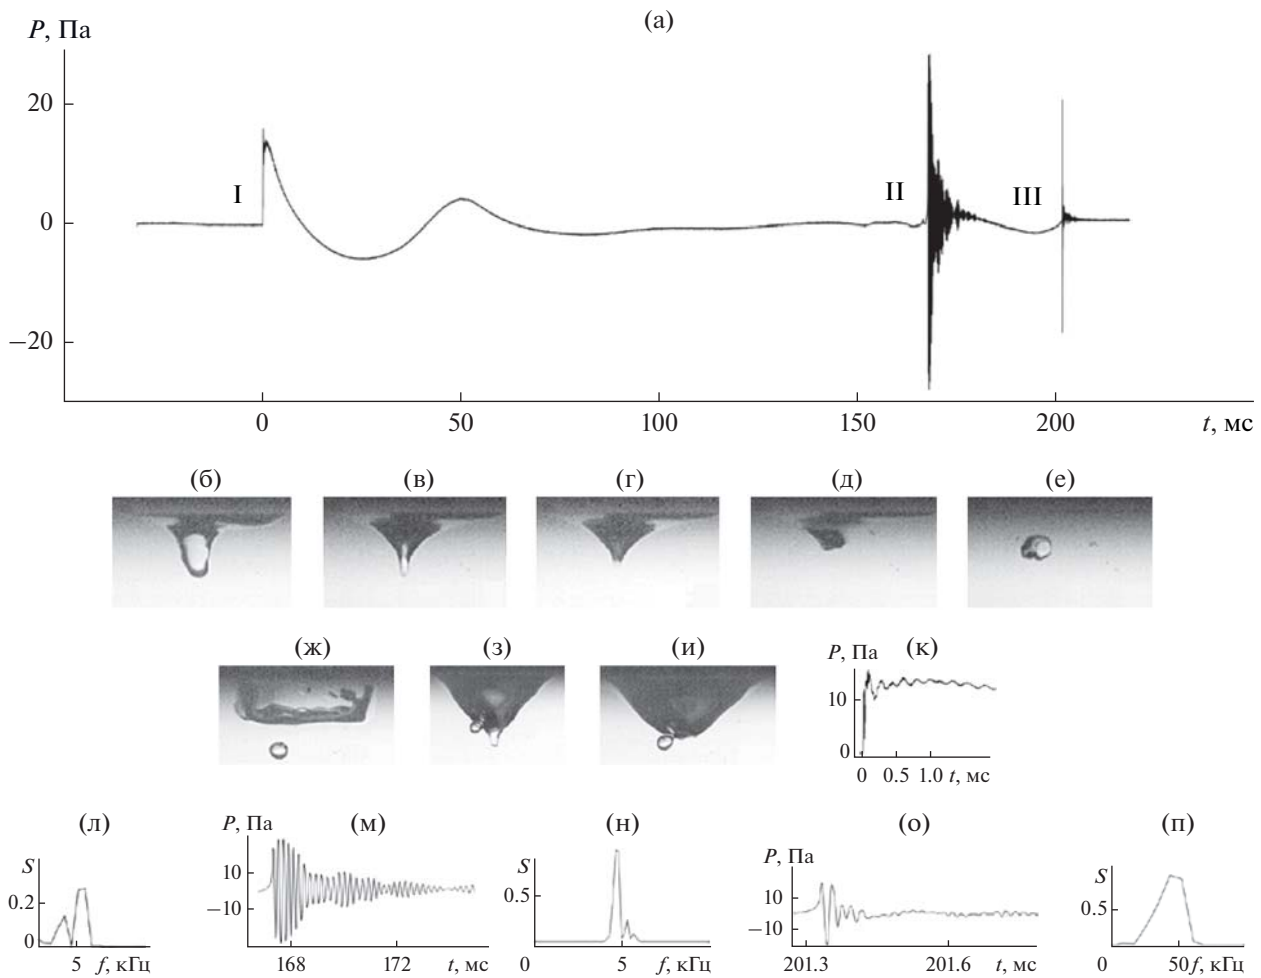 (а)
P, Па
20
0
−20
I
II
III
0 50 100 150 200 t, мс
(б) (в) (г) (д) (е)
(ж) (з) (и) (к)
P, Па
10
0
0 0.5 1.0 t, мс
(л) (м) (н) (о) (п)
S
0.2
0
5 f, кГц
P, Па
10
−10
168 172 t, мс
S
0.5
0 5 f, кГц
P, Па
10
−10
201.3 201.6 t, мс
S
0.5
0 50 f, кГц